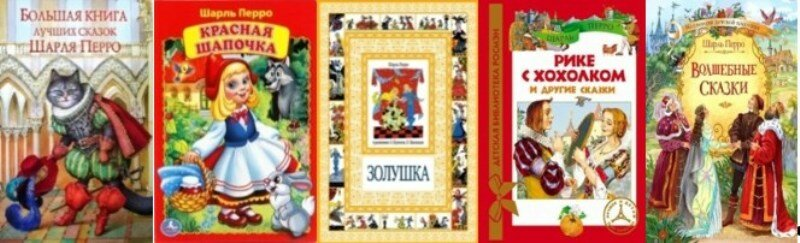 БОЛЬШАЯ КНИГА
ЛУЧШИХ СКАЗОК
ШАРЛЯ ПЕРРО
Шарль Перро
КРАСНАЯ
ШАПОЧКА
Шарль Перро
ЗОЛУШКА
ШАРЛЬ ПЕРРО
РИКЕ
С ХОХОЛКОМ
И ДРУГИЕ СКАЗКИ
ДЕТСКАЯ БИБЛИОТЕКА РОСМЭН
Шарль Перро
ВОЛШЕБНЫЕ
СКАЗКИ